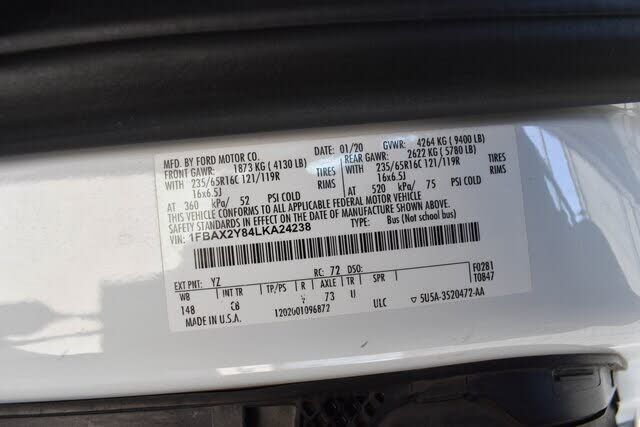 MFD. BY FORD MOTOR CO. DATE: 01/20 GVWR: 4264 KG (9400 LB)
FRONT GAWR: 1873 KG (4130 LB) REAR GAWR: 2622 KG (5780 LB)
WITH 235/65R16C 121/119R TIRES WITH 235/65R16C 121/119R TIRES
16x6.5J RIMS 16x6.5J RIMS
AT 360 kPa/ 52 PSI COLD AT 520 kPa/ 75 PSI COLD
THIS VEHICLE CONFORMS TO ALL APPLICABLE FEDERAL MOTOR VEHICLE
SAFETY STANDARDS IN EFFECT ON THE DATE OF MANUFACTURE SHOWN ABOVE.
VIN: 1FBAX2Y84LKA24238 TYPE: Bus (Not school bus)
EXT PNT: YZ RC: 72 DSO: F0281
WB INT TR TP/PS R AXLE TR SPR T0847
148 73 U
MADE IN U.S.A. 1202001096872 ULC 5U5A-3520472-AA